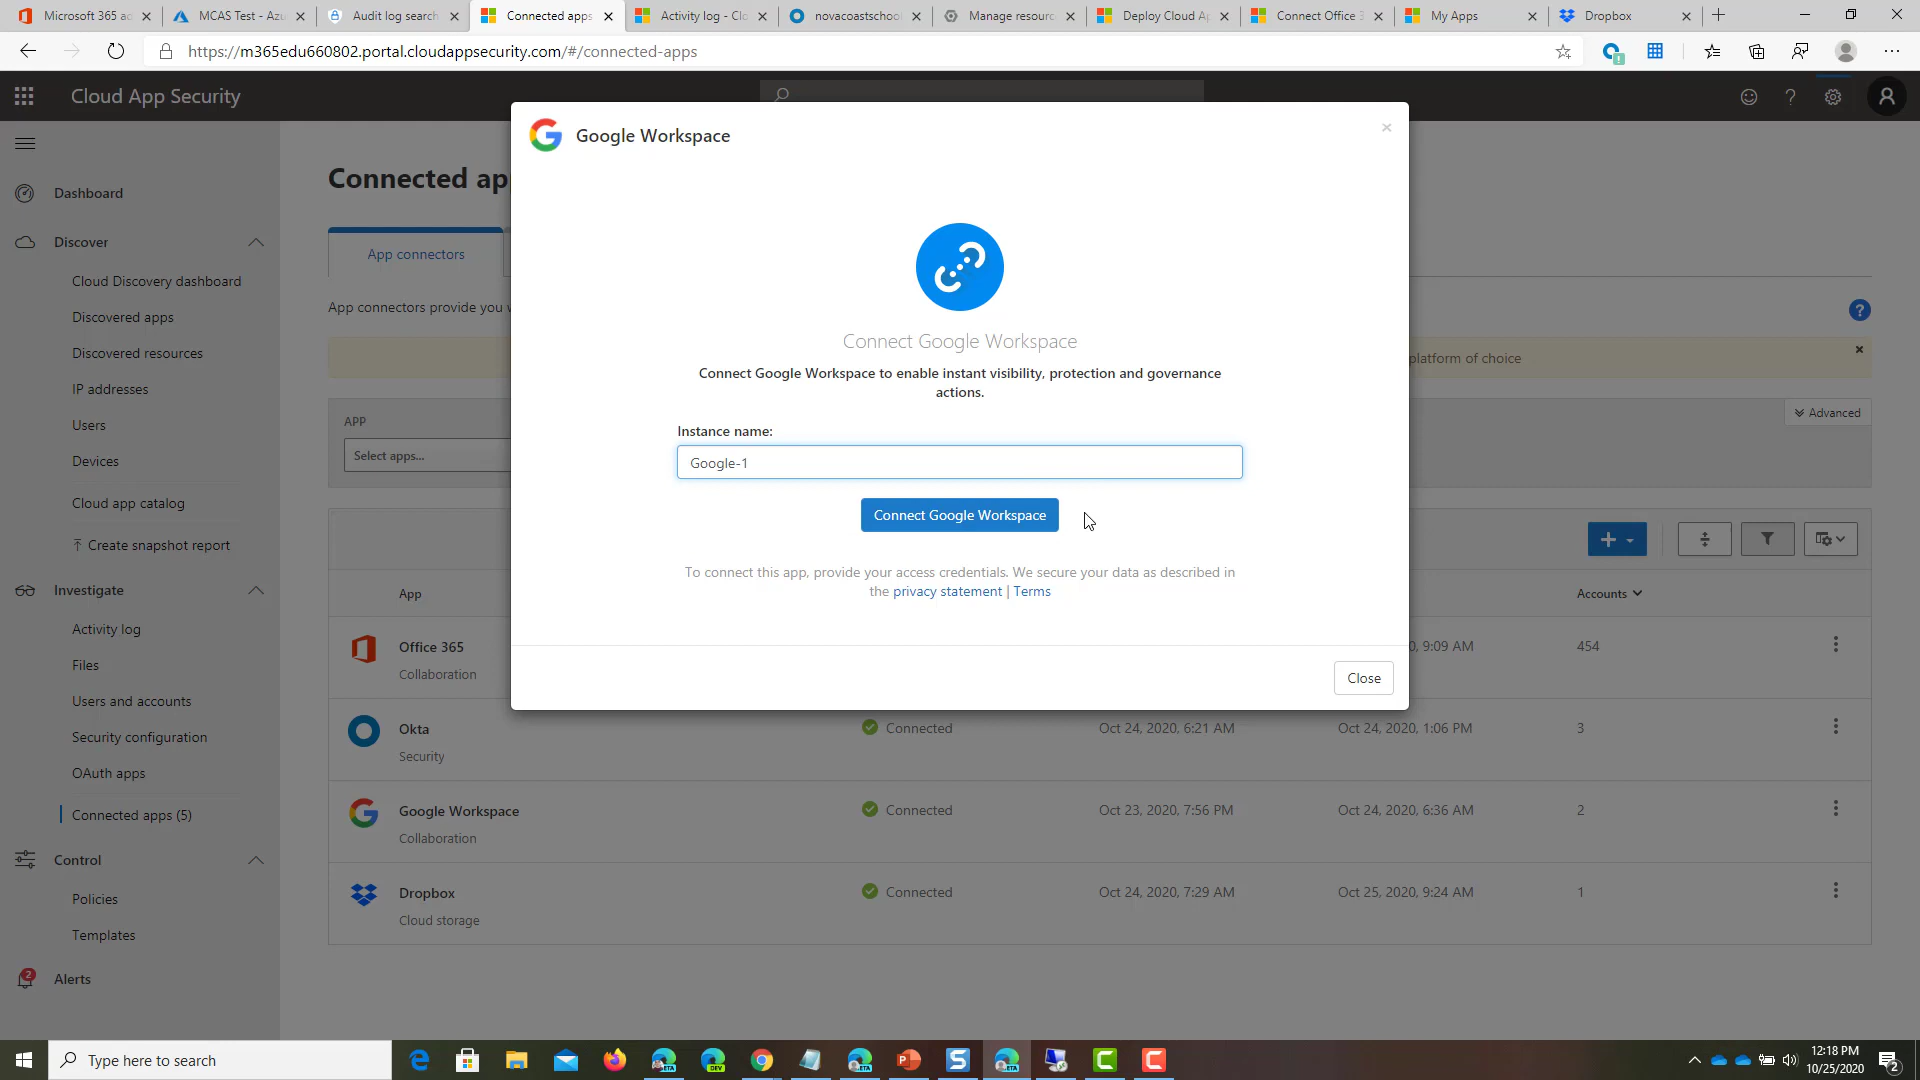 Microsoft 365 ac
MCAS Test - Azu
Audit log search
Connected apps
Activity log - Clo
novacoastschool
Manage resourc
Deploy Cloud Ap
Connect Office 3
My Apps
Dropbox
https://m365edu660802.portal.cloudappsecurity.com/#/connected-apps
Cloud App Security
Dashboard
Discover
Cloud Discovery dashboard
Discovered apps
Discovered resources
IP addresses
Users
Devices
Cloud app catalog
Create snapshot report
Investigate
Activity log
Files
Users and accounts
Security configuration
OAuth apps
Connected apps (5)
Control
Policies
Templates
2
Alerts
Connected ap
App connectors
App connectors provide you
platform of choice
APP
Select apps...
Advanced
Google Workspace
Connect Google Workspace
Connect Google Workspace to enable instant visibility, protection and governance
actions.
Instance name:
Google-1
Connect Google Workspace
To connect this app, provide your access credentials. We secure your data as described in
the privacy statement | Terms
Close
App
Accounts
Office 365
Collaboration
0, 9:09 AM
454
Okta
Security
Connected
Oct 24, 2020, 6:21 AM
Oct 24, 2020, 1:06 PM
3
Google Workspace
Collaboration
Connected
Oct 23, 2020, 7:56 PM
Oct 24, 2020, 6:36 AM
2
Dropbox
Cloud storage
Connected
Oct 24, 2020, 7:29 AM
Oct 25, 2020, 9:24 AM
1
Type here to search
12:18 PM
10/25/2020
2